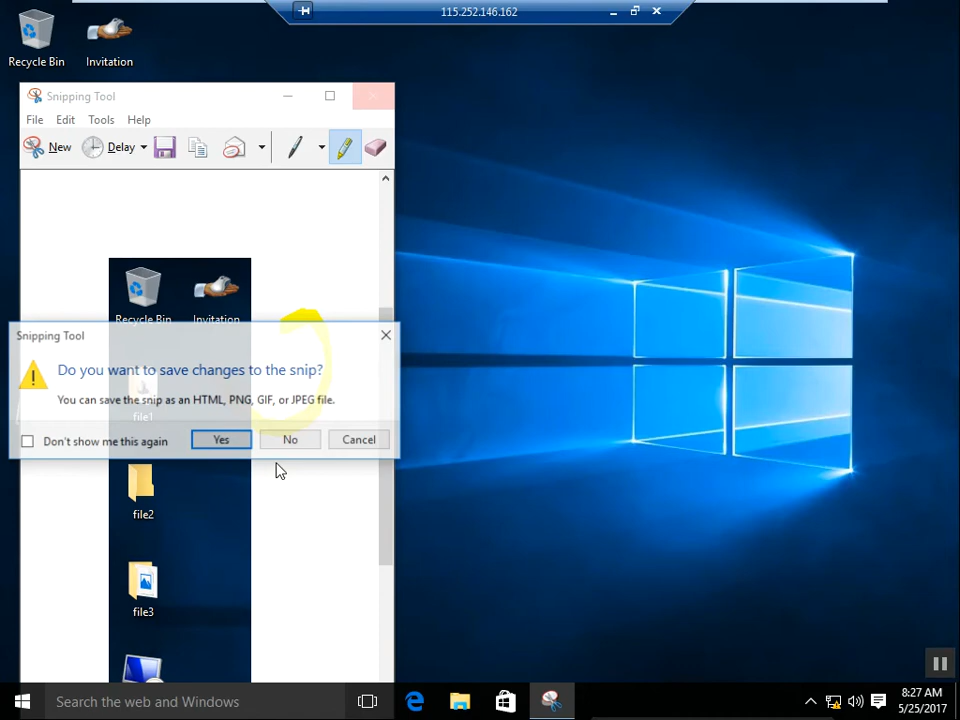 115.252.146.162
Recycle Bin
Invitation
Snipping Tool
File Edit Tools Help
New Delay
Recycle Bin Invitation
Snipping Tool
Do you want to save changes to the snip?
You can save the snip as an HTML, PNG, GIF, or JPEG file.
file1
Don't show me this again Yes No Cancel
file2
file3
Search the web and Windows
8:27 AM
5/25/2017